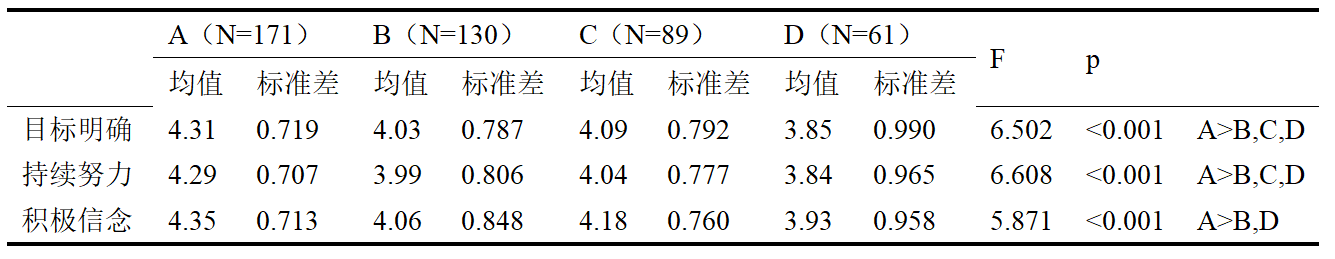 A（N=171） B（N=130） C（N=89） D（N=61） F p
均值 标准差 均值 标准差 均值 标准差 均值 标准差
目标明确 4.31 0.719 4.03 0.787 4.09 0.792 3.85 0.990 6.502 <0.001 A>B,C,D
持续努力 4.29 0.707 3.99 0.806 4.04 0.777 3.84 0.965 6.608 <0.001 A>B,C,D
积极信念 4.35 0.713 4.06 0.848 4.18 0.760 3.93 0.958 5.871 <0.001 A>B,D